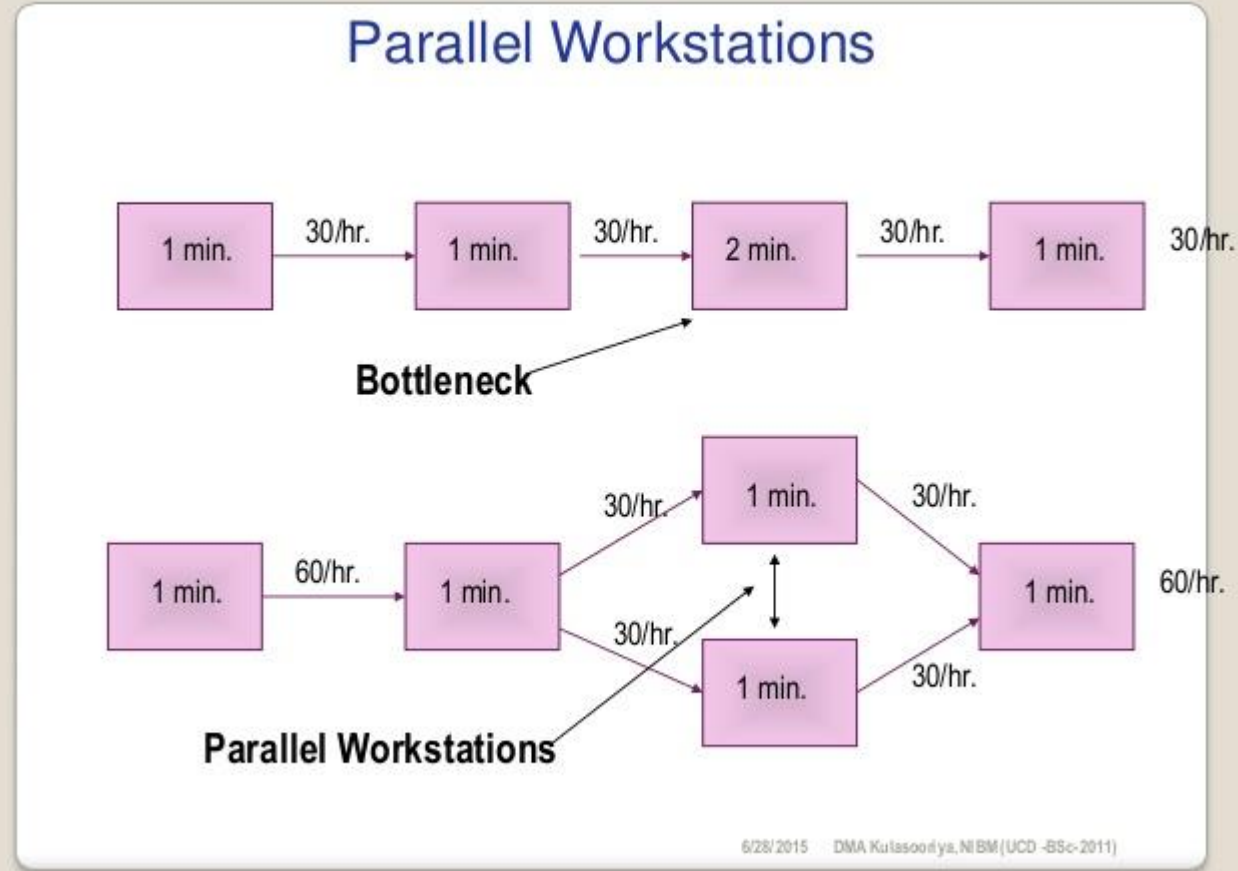 Parallel Workstations
1 min.
30/hr.
1 min.
30/hr.
2 min.
30/hr.
1 min.
30/hr.
Bottleneck
1 min.
60/hr.
1 min.
30/hr.
30/hr.
1 min.
1 min.
30/hr.
30/hr.
1 min.
60/hr.
Parallel Workstations
6/28/2015 DMA Kulasooriya,NIBM(UCD -BSc-2011)